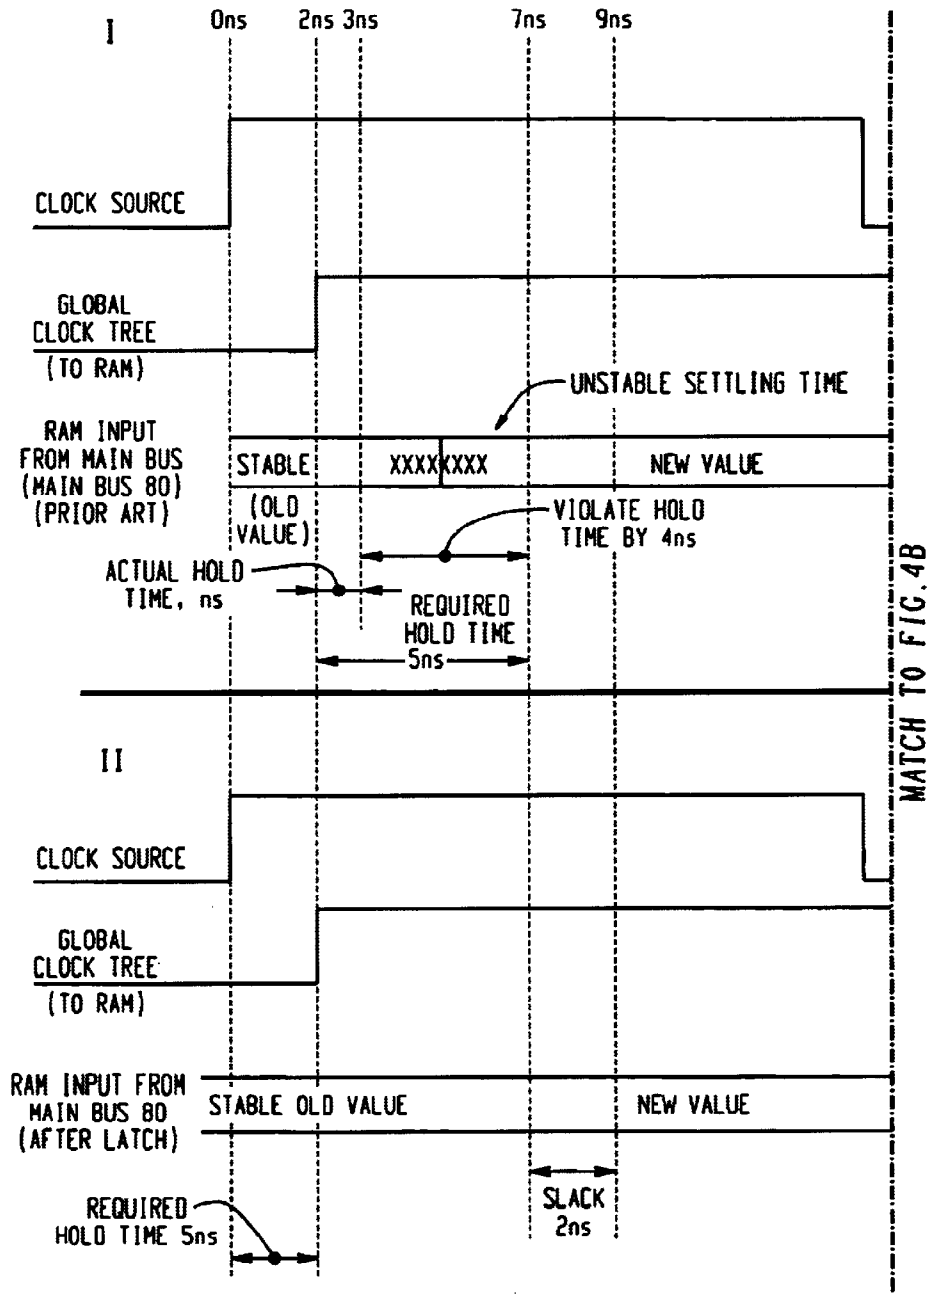 I
0ns 2ns 3ns 7ns 9ns
CLOCK SOURCE
GLOBAL
CLOCK TREE
(TO RAM)
UNSTABLE SETTLING TIME
RAM INPUT
FROM MAIN BUS
(MAIN BUS 80)
(PRIOR ART)
STABLE
(OLD
VALUE)
XXXXXXXX
NEW VALUE
VIOLATE HOLD
TIME BY 4ns
ACTUAL HOLD
TIME, ns
REQUIRED
HOLD TIME
5ns
MATCH TO FIG.4B
II
CLOCK SOURCE
GLOBAL
CLOCK TREE
(TO RAM)
RAM INPUT FROM
MAIN BUS 80
(AFTER LATCH)
STABLE OLD VALUE
NEW VALUE
SLACK
2ns
REQUIRED
HOLD TIME 5ns